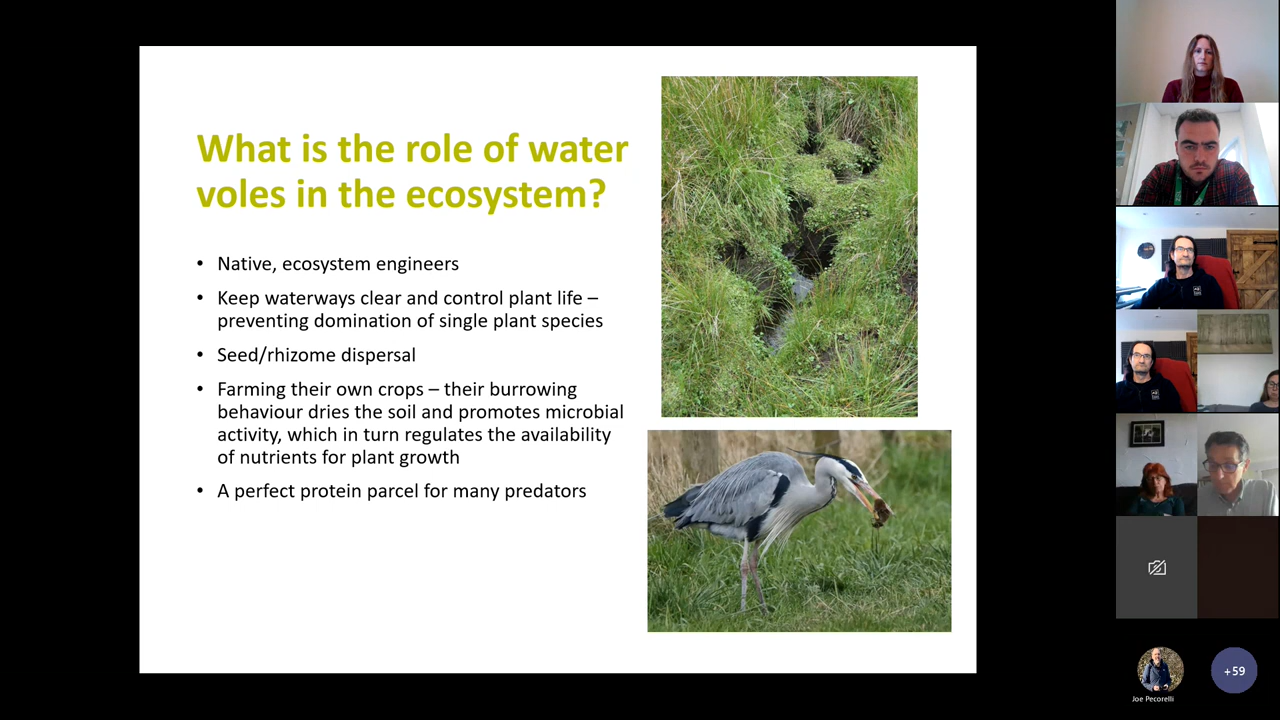 What is the role of water
voles in the ecosystem?
• Native, ecosystem engineers
• Keep waterways clear and control plant life –
preventing domination of single plant species
• Seed/rhizome dispersal
• Farming their own crops – their burrowing
behaviour dries the soil and promotes microbial
activity, which in turn regulates the availability
of nutrients for plant growth
• A perfect protein parcel for many predators
Joe Pecorelli
+59